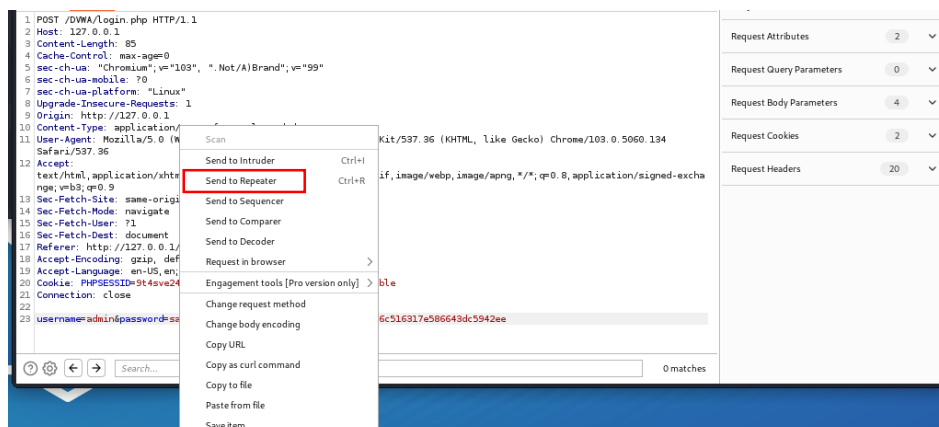 1 POST /DVWA/login.php HTTP/1.1
2 Host: 127.0.0.1
3 Content-Length: 85
4 Cache-Control: max-age=0
5 sec-ch-ua: "Chromium";v="103", ".Not/A)Brand";v="99"
6 sec-ch-ua-mobile: ?0
7 sec-ch-ua-platform: "Linux"
8 Upgrade-Insecure-Requests: 1
9 Origin: http://127.0.0.1
10 Content-Type: application/
11 User-Agent: Mozilla/5.0 (W Kit/537.36 (KHTML, like Gecko) Chrome/103.0.5060.134
Safari/537.36
12 Accept:
text/html,application/xhtm if,image/webp,image/apng,*/*;q=0.8,application/signed-excha
nge;v=b3;q=0.9
13 Sec-Fetch-Site: same-origi
14 Sec-Fetch-Mode: navigate
15 Sec-Fetch-User: ?1
16 Sec-Fetch-Dest: document
17 Referer: http://127.0.0.1/
18 Accept-Encoding: gzip, def
19 Accept-Language: en-US,en;
20 Cookie: PHPSESSID=9t4sve24 ble
21 Connection: close
22
23 username=admin&password=sa 6c516317e586643dc5942ee
Scan
Send to Intruder Ctrl+I
Send to Repeater Ctrl+R
Send to Sequencer
Send to Comparer
Send to Decoder
Request in browser
Engagement tools [Pro version only]
Change request method
Change body encoding
Copy URL
Copy as curl command
Copy to file
Paste from file
Save item
Search...
0 matches
Request Attributes 2
Request Query Parameters 0
Request Body Parameters 4
Request Cookies 2
Request Headers 20